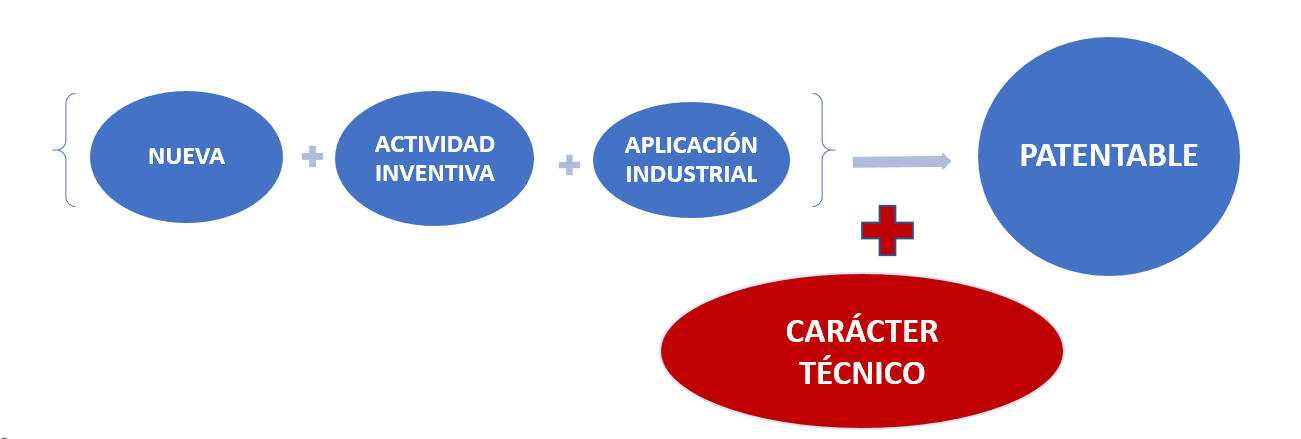 NUEVA
ACTIVIDAD
INVENTIVA
APLICACIÓN
INDUSTRIAL
PATENTABLE
CARÁCTER
TÉCNICO